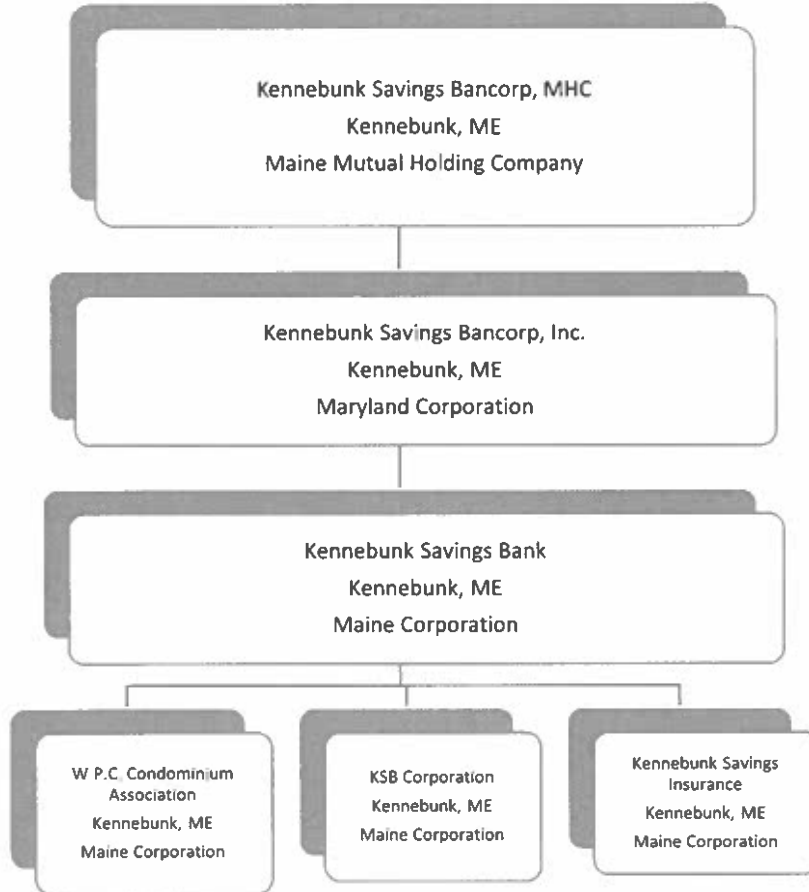 Kennebunk Savings Bancorp, MHC
Kennebunk, ME
Maine Mutual Holding Company
Kennebunk Savings Bancorp, Inc.
Kennebunk, ME
Maryland Corporation
Kennebunk Savings Bank
Kennebunk, ME
Maine Corporation
W P.C. Condominium
Association
Kennebunk, ME
Maine Corporation
KSB Corporation
Kennebunk, ME
Maine Corporation
Kennebunk Savings
Insurance
Kennebunk, ME
Maine Corporation